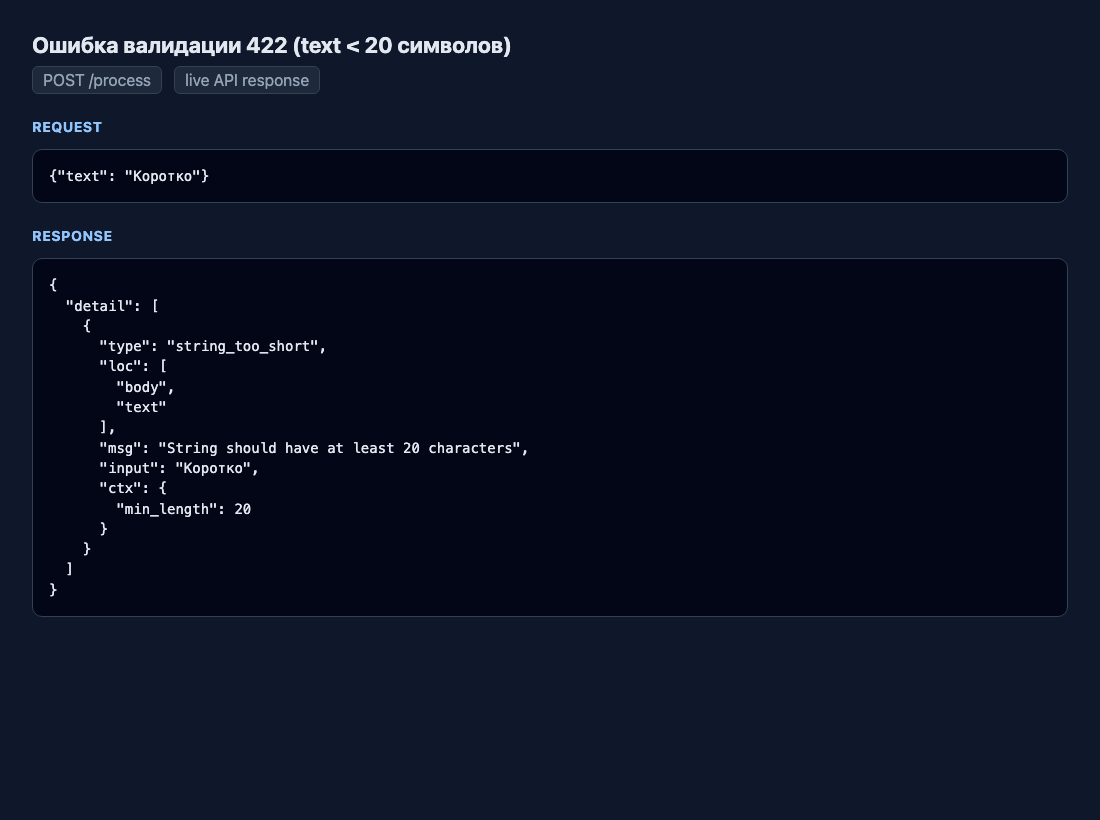 Ошибка валидации 422 (text < 20 символов)
POST /process live API response
REQUEST
{"text": "Коротко"}
RESPONSE
{
  "detail": [
    {
      "type": "string_too_short",
      "loc": [
        "body",
        "text"
      ],
      "msg": "String should have at least 20 characters",
      "input": "Коротко",
      "ctx": {
        "min_length": 20
      }
    }
  ]
}